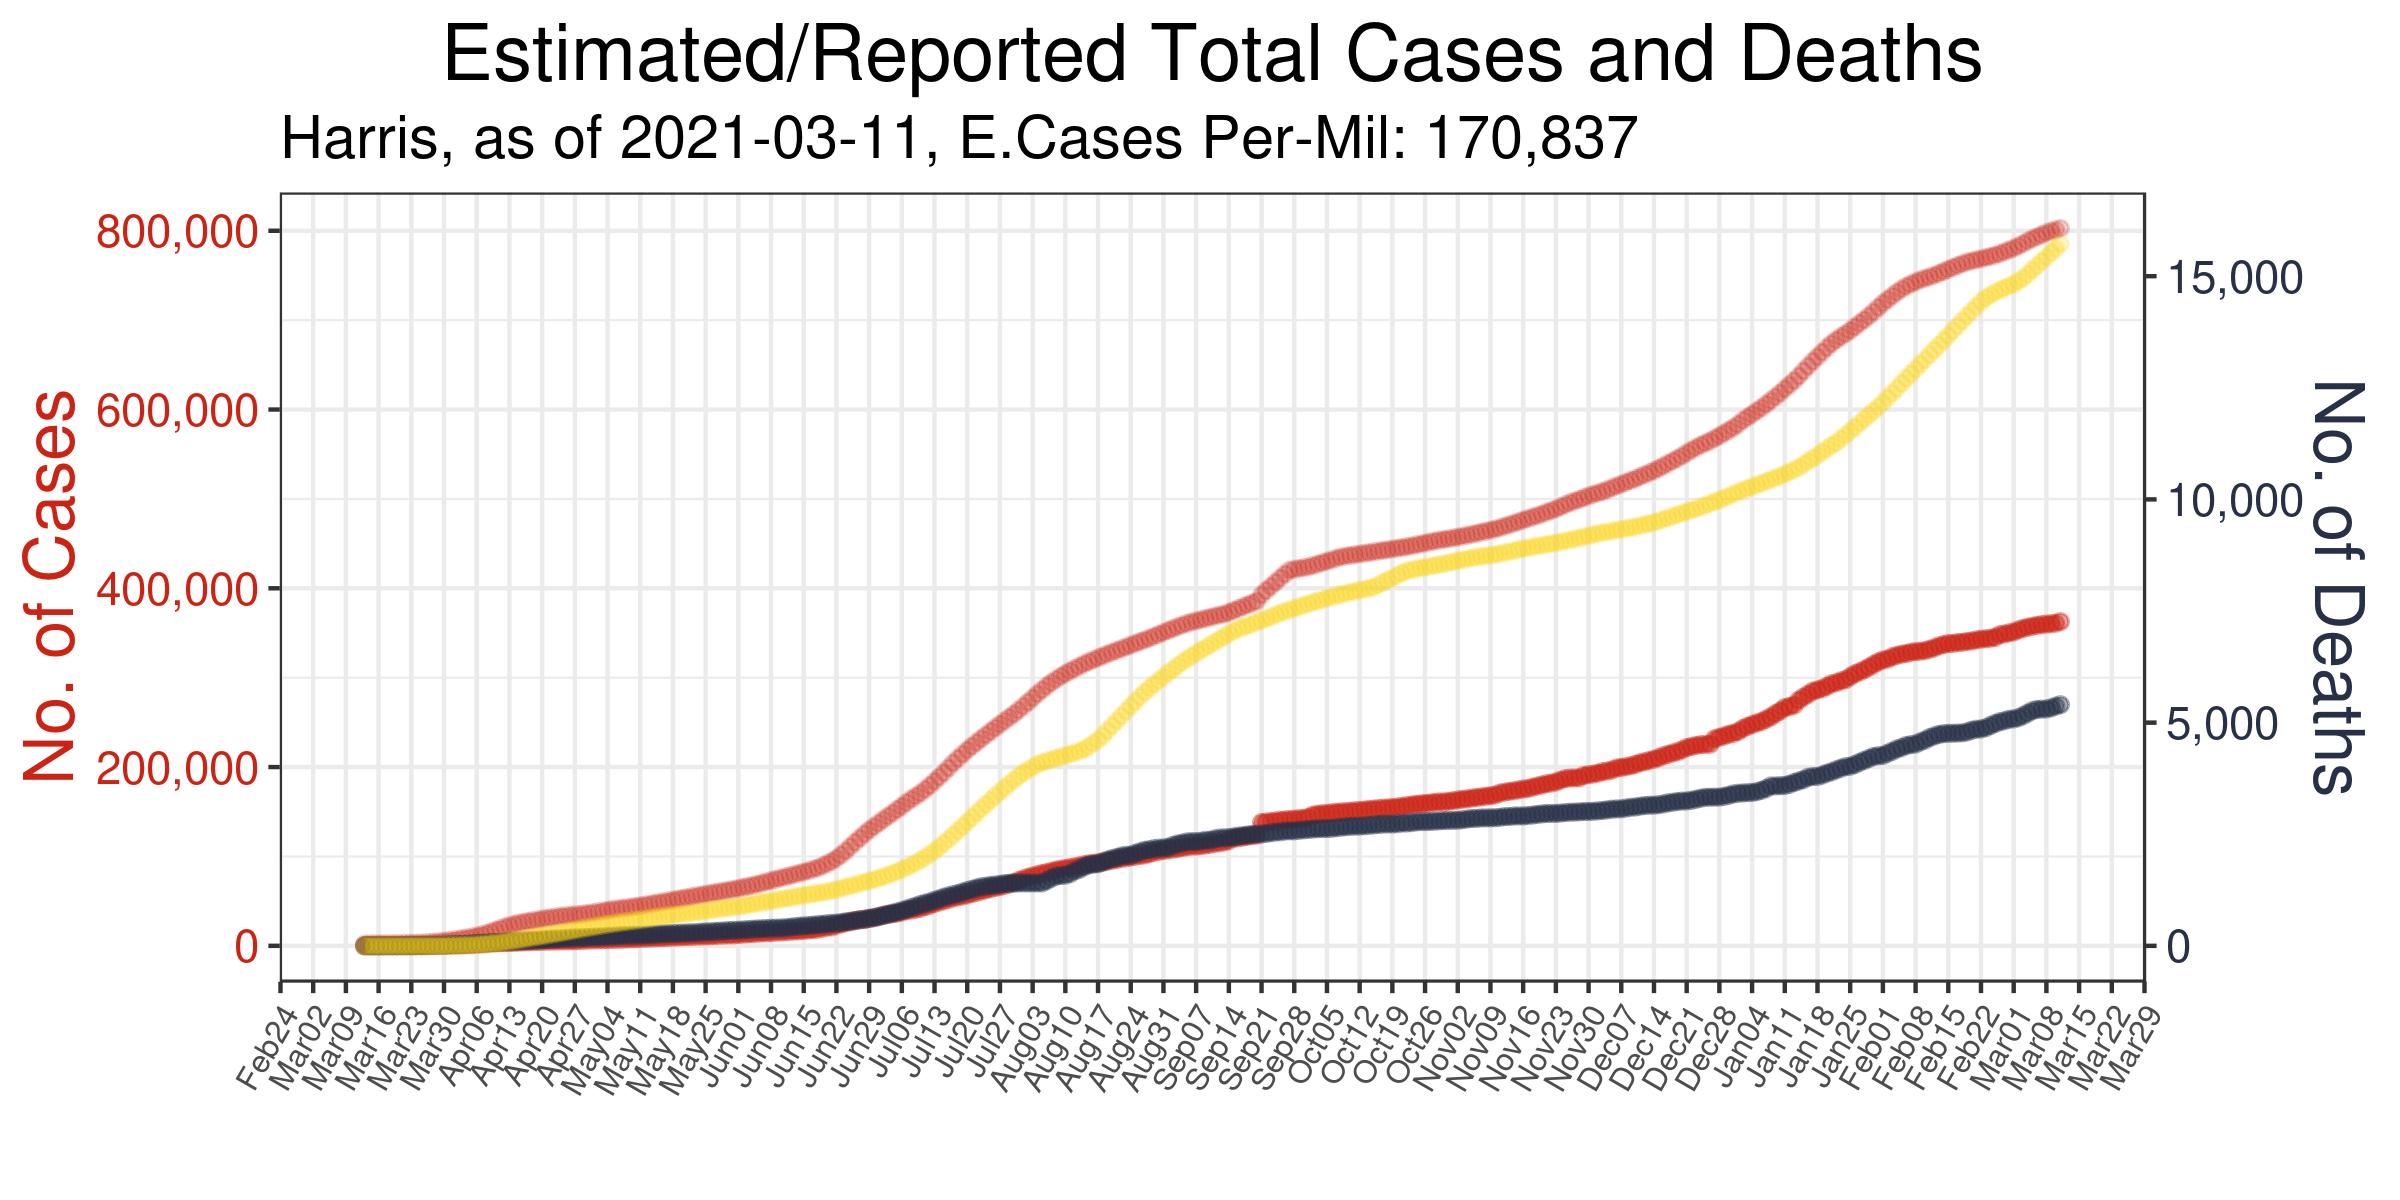 Estimated/Reported Total Cases and Deaths
Harris, as of 2021-03-11, E.Cases Per-Mil: 170,837
No. of Cases
800,000
600,000
400,000
200,000
0
15,000
10,000
5,000
0
No. of Deaths
Feb24
Mar02
Mar09
Mar16
Mar23
Mar30
Apr06
Apr13
Apr20
Apr27
May04
May11
May18
May25
Jun01
Jun08
Jun15
Jun22
Jun29
Jul06
Jul13
Jul20
Jul27
Aug03
Aug10
Aug17
Aug24
Aug31
Sep07
Sep14
Sep21
Sep28
Oct05
Oct12
Oct19
Oct26
Nov02
Nov09
Nov16
Nov23
Nov30
Dec07
Dec14
Dec21
Dec28
Jan04
Jan11
Jan18
Jan25
Feb01
Feb08
Feb15
Feb22
Mar01
Mar08
Mar15
Mar22
Mar29